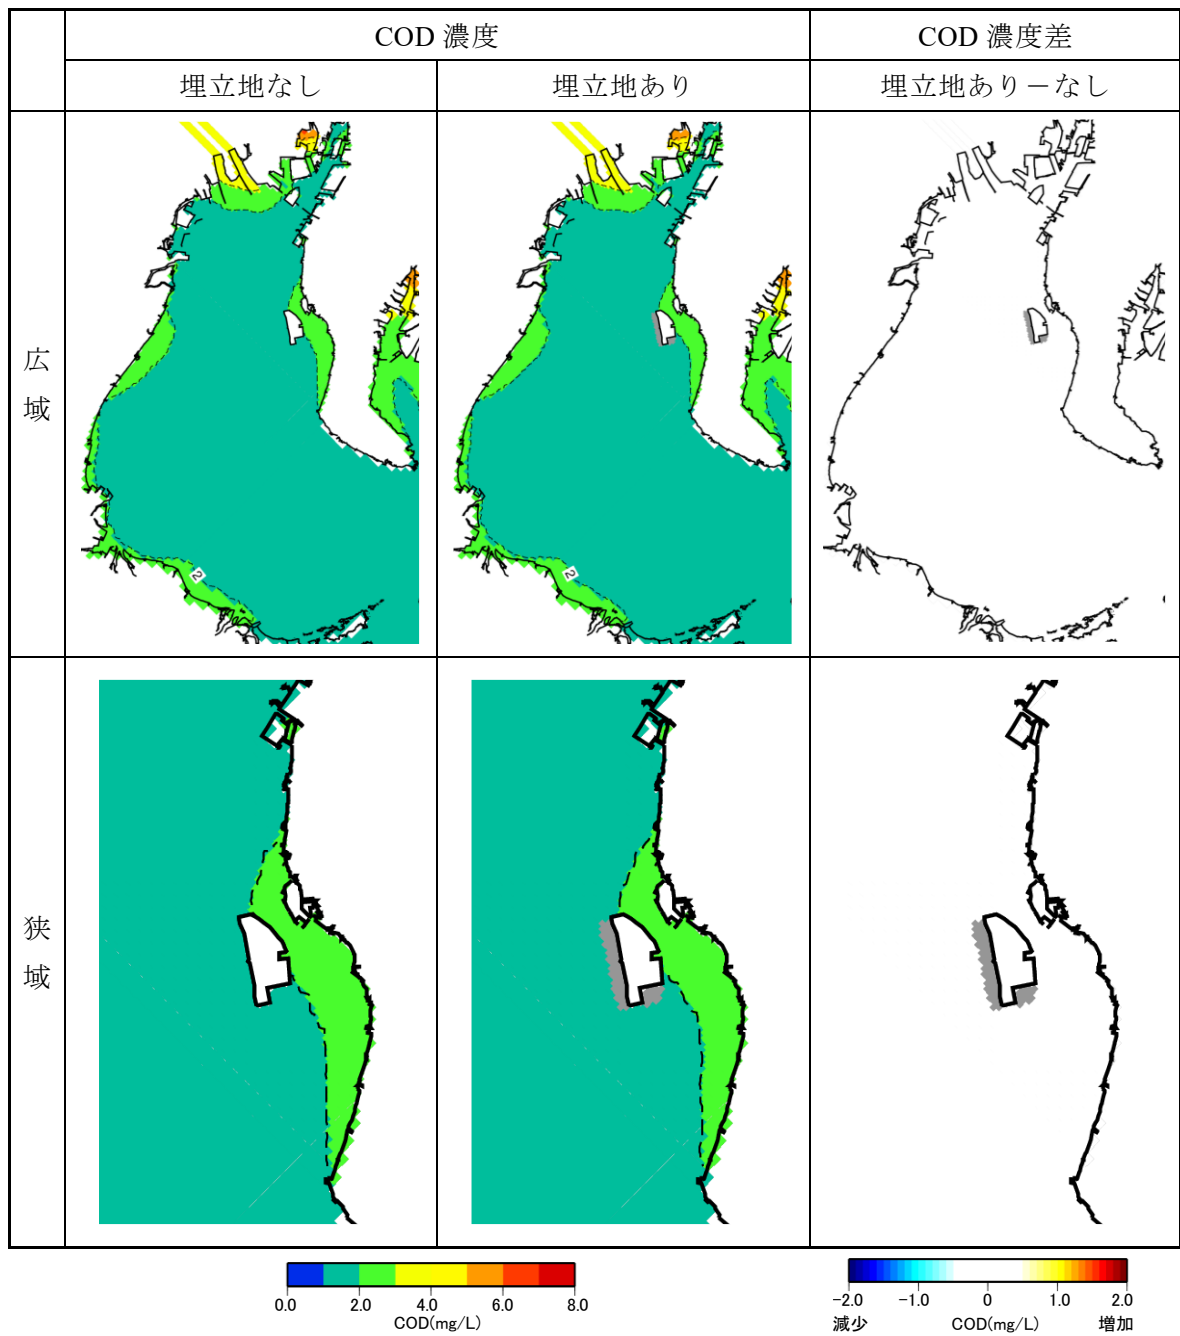 COD 濃度
COD 濃度差
埋立地なし
埋立地あり
埋立地あり－なし
広域
2
2
狭域
0.0 2.0 4.0 6.0 8.0
COD(mg/L)
-2.0 -1.0 0 1.0 2.0
減少 COD(mg/L) 増加